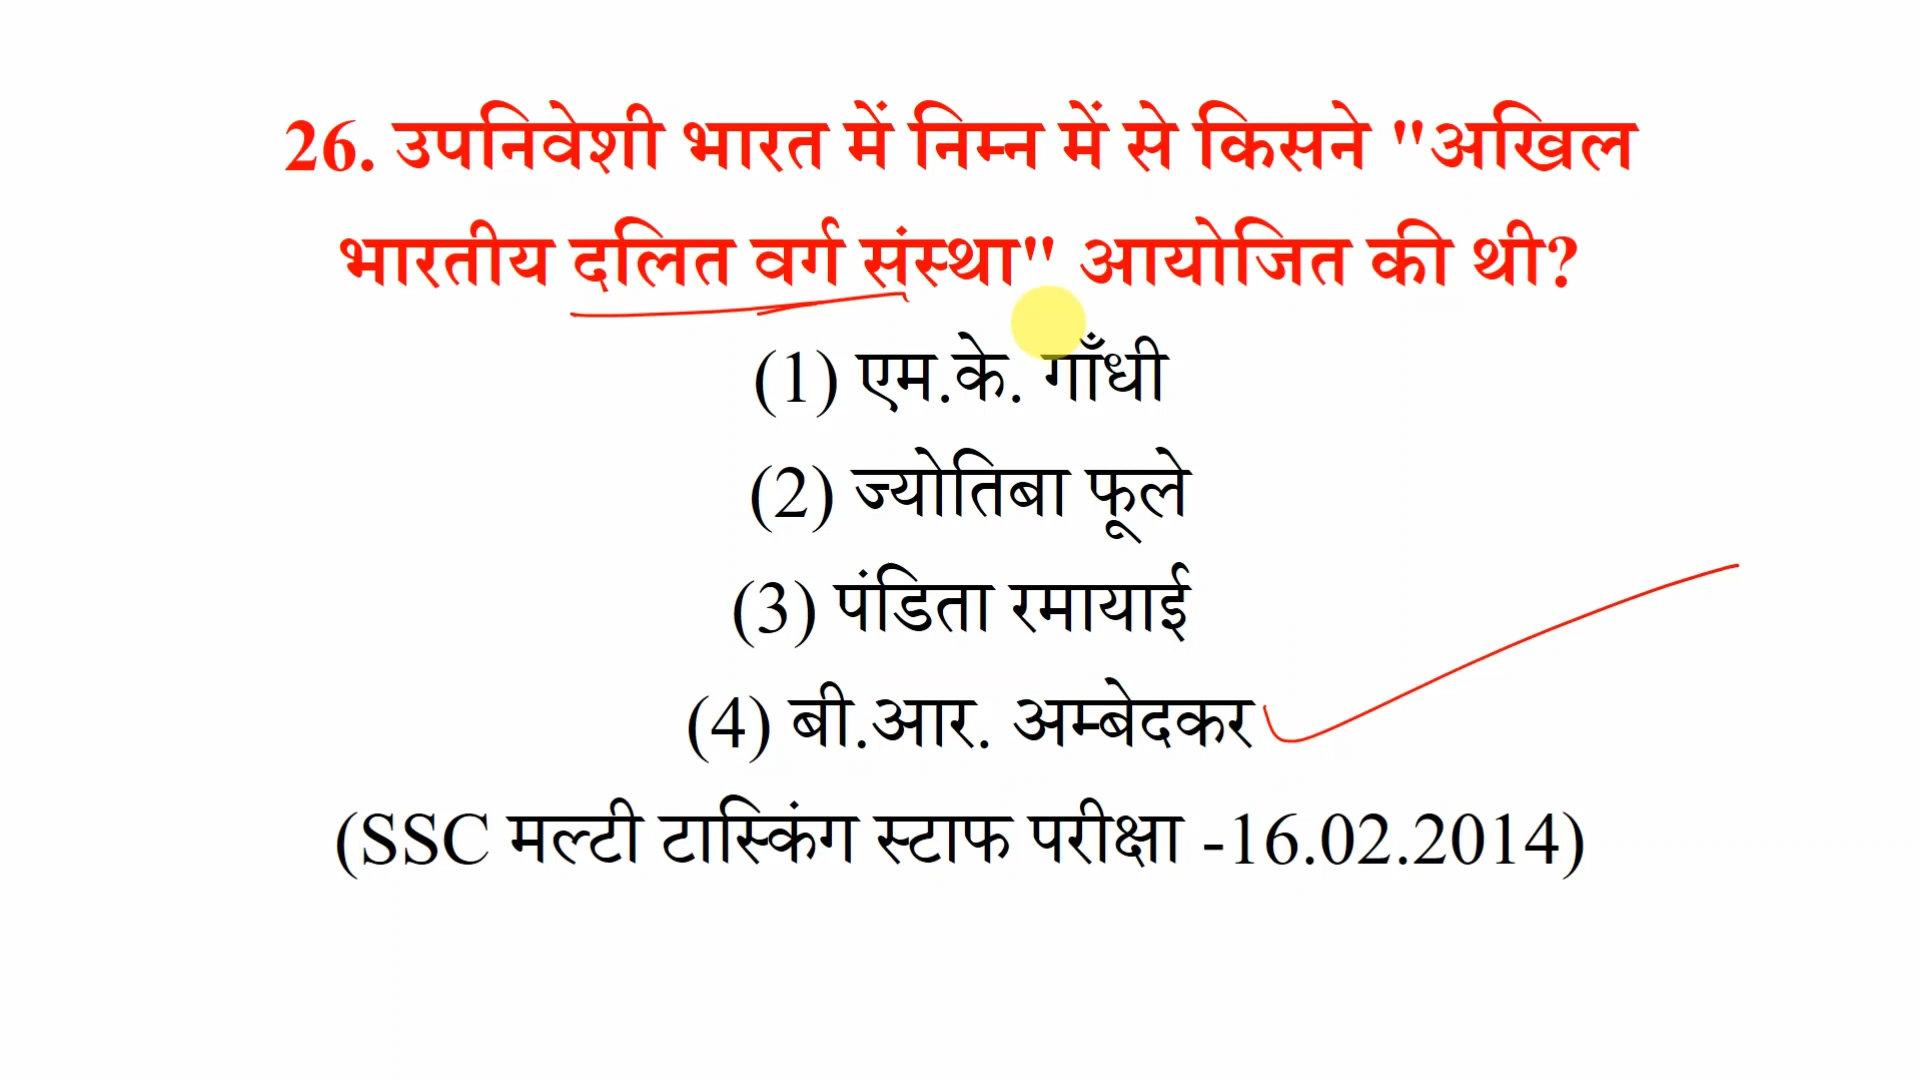 26. उपनिवेशी भारत में निम्न में से किसने "अखिल
भारतीय दलित वर्ग संस्था" आयोजित की थी?
(1) एम.के. गाँधी
(2) ज्योतिबा फूले
(3) पंडिता रमायाई
(4) बी.आर. अम्बेदकर
(SSC मल्टी टास्किंग स्टाफ परीक्षा -16.02.2014)